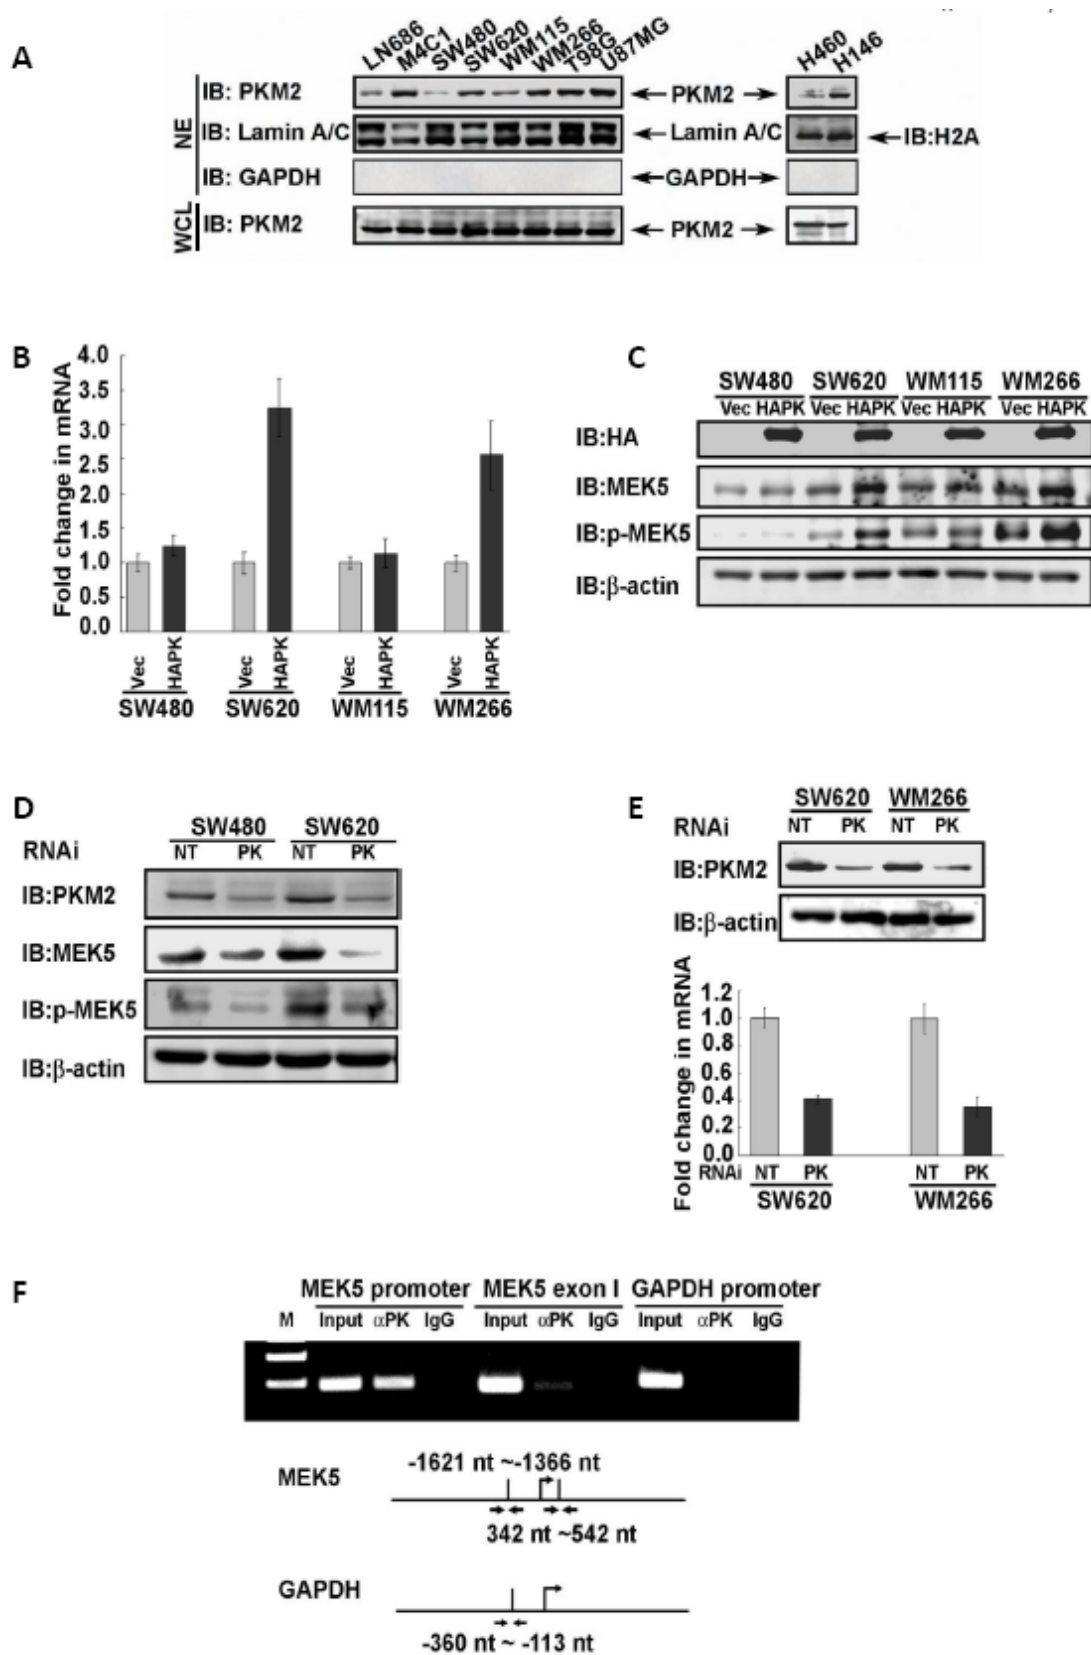 A
LN686 M4C1 SW480 SW620 WM115 WM266 T98G U87MG
H460 H146
NE
IB: PKM2
PKM2
IB: Lamin A/C
Lamin A/C
IB:H2A
IB: GAPDH
GAPDH
WCL
IB: PKM2
PKM2
B
Fold change in mRNA
4.0
3.5
3.0
2.5
2.0
1.5
1.0
0.5
0.0
Vec HAPK Vec HAPK Vec HAPK Vec HAPK
SW480 SW620 WM115 WM266
C
SW480 SW620 WM115 WM266
Vec HAPK Vec HAPK Vec HAPK Vec HAPK
IB:HA
IB:MEK5
IB:p-MEK5
IB:β-actin
D
SW480 SW620
RNAi NT PK NT PK
IB:PKM2
IB:MEK5
IB:p-MEK5
IB:β-actin
E
SW620 WM266
RNAi NT PK NT PK
IB:PKM2
IB:β-actin
Fold change in mRNA
1.2
1.0
0.8
0.6
0.4
0.2
0.0
RNAi NT PK NT PK
SW620 WM266
F
MEK5 promoter MEK5 exon I GAPDH promoter
M Input αPK IgG Input αPK IgG Input αPK IgG
-1621 nt ~-1366 nt
MEK5
342 nt ~542 nt
GAPDH
-360 nt ~ -113 nt